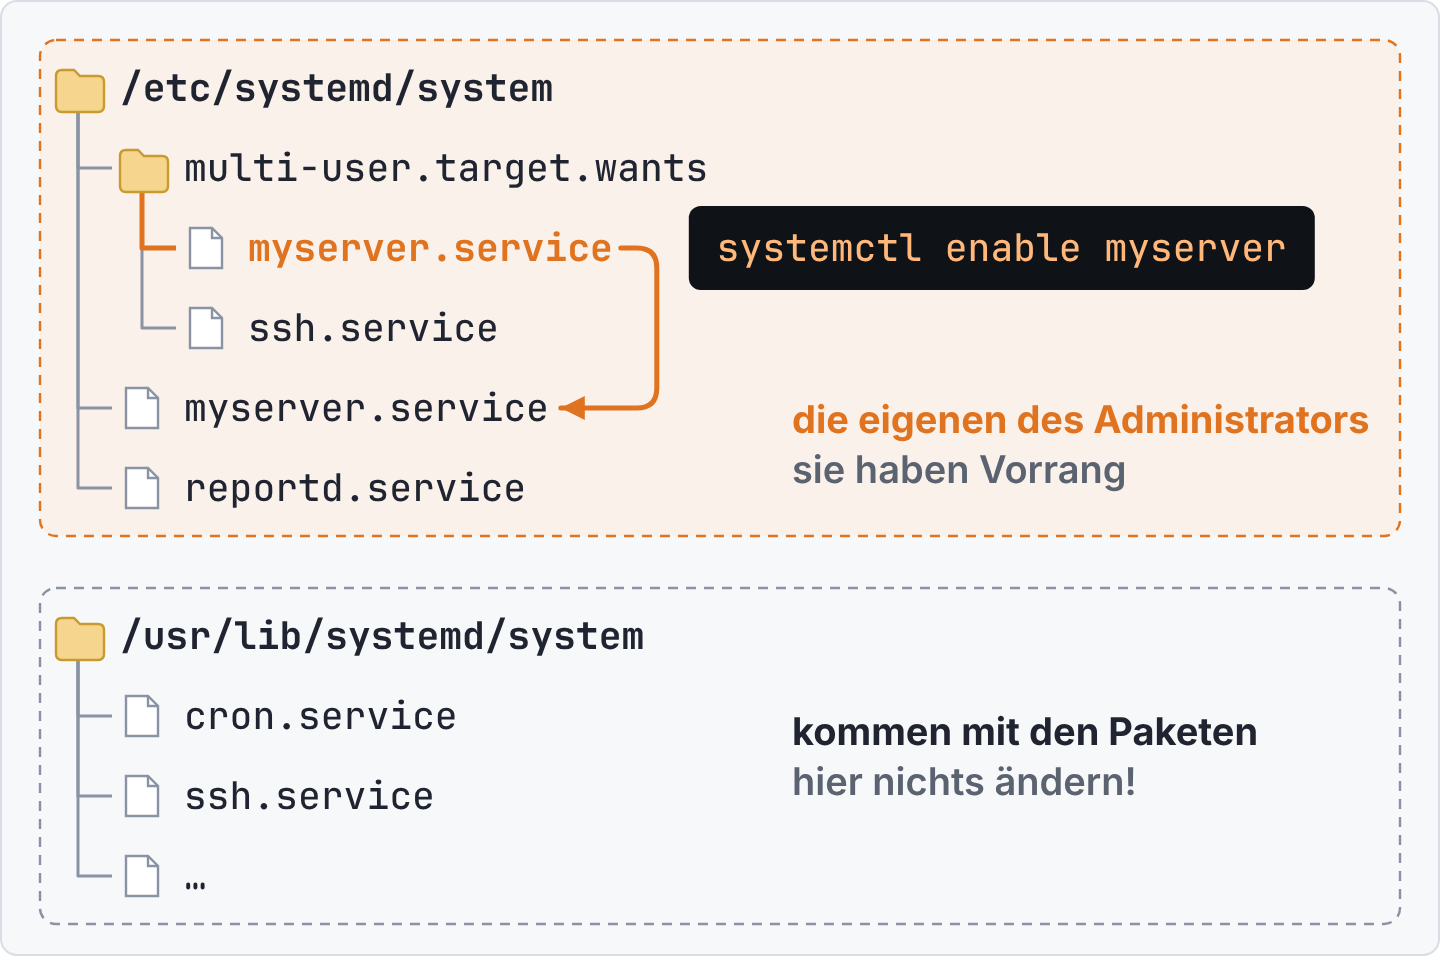 /etc/systemd/system
multi-user.target.wants
myserver.service
systemctl enable myserver
ssh.service
myserver.service
reportd.service
die eigenen des Administrators
sie haben Vorrang
/usr/lib/systemd/system
cron.service
ssh.service
…
kommen mit den Paketen
hier nichts ändern!